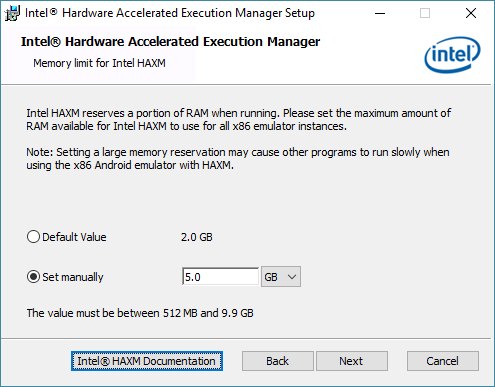 Intel® Hardware Accelerated Execution Manager Setup
Intel® Hardware Accelerated Execution Manager
Memory limit for Intel HAXM
intel
Intel HAXM reserves a portion of RAM when running. Please set the maximum amount of
RAM available for Intel HAXM to use for all x86 emulator instances.
Note: Setting a large memory reservation may cause other programs to run slowly when
using the x86 Android emulator with HAXM.
Default Value 2.0 GB
Set manually 5.0 GB
The value must be between 512 MB and 9.9 GB
Intel® HAXM Documentation Back Next Cancel